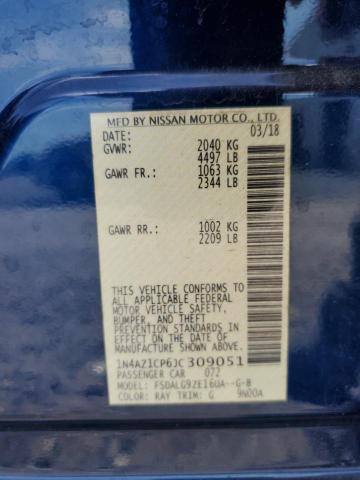 MFD BY NISSAN MOTOR CO., LTD.
DATE: 03/18
GVWR: 2040 KG
4497 LB
GAWR FR.: 1063 KG
2344 LB
GAWR RR.: 1002 KG
2209 LB
THIS VEHICLE CONFORMS TO
ALL APPLICABLE FEDERAL
MOTOR VEHICLE SAFETY,
BUMPER, AND THEFT
PREVENTION STANDARDS IN
EFFECT ON THE DATE OF
MANUFACTURE SHOWN ABOVE.
1N4AZ1CP6JC309051
PASSENGER CAR 072
MODEL: FSDALG9ZE16UA--G-B
COLOR: RAY TRIM: G 9N00A